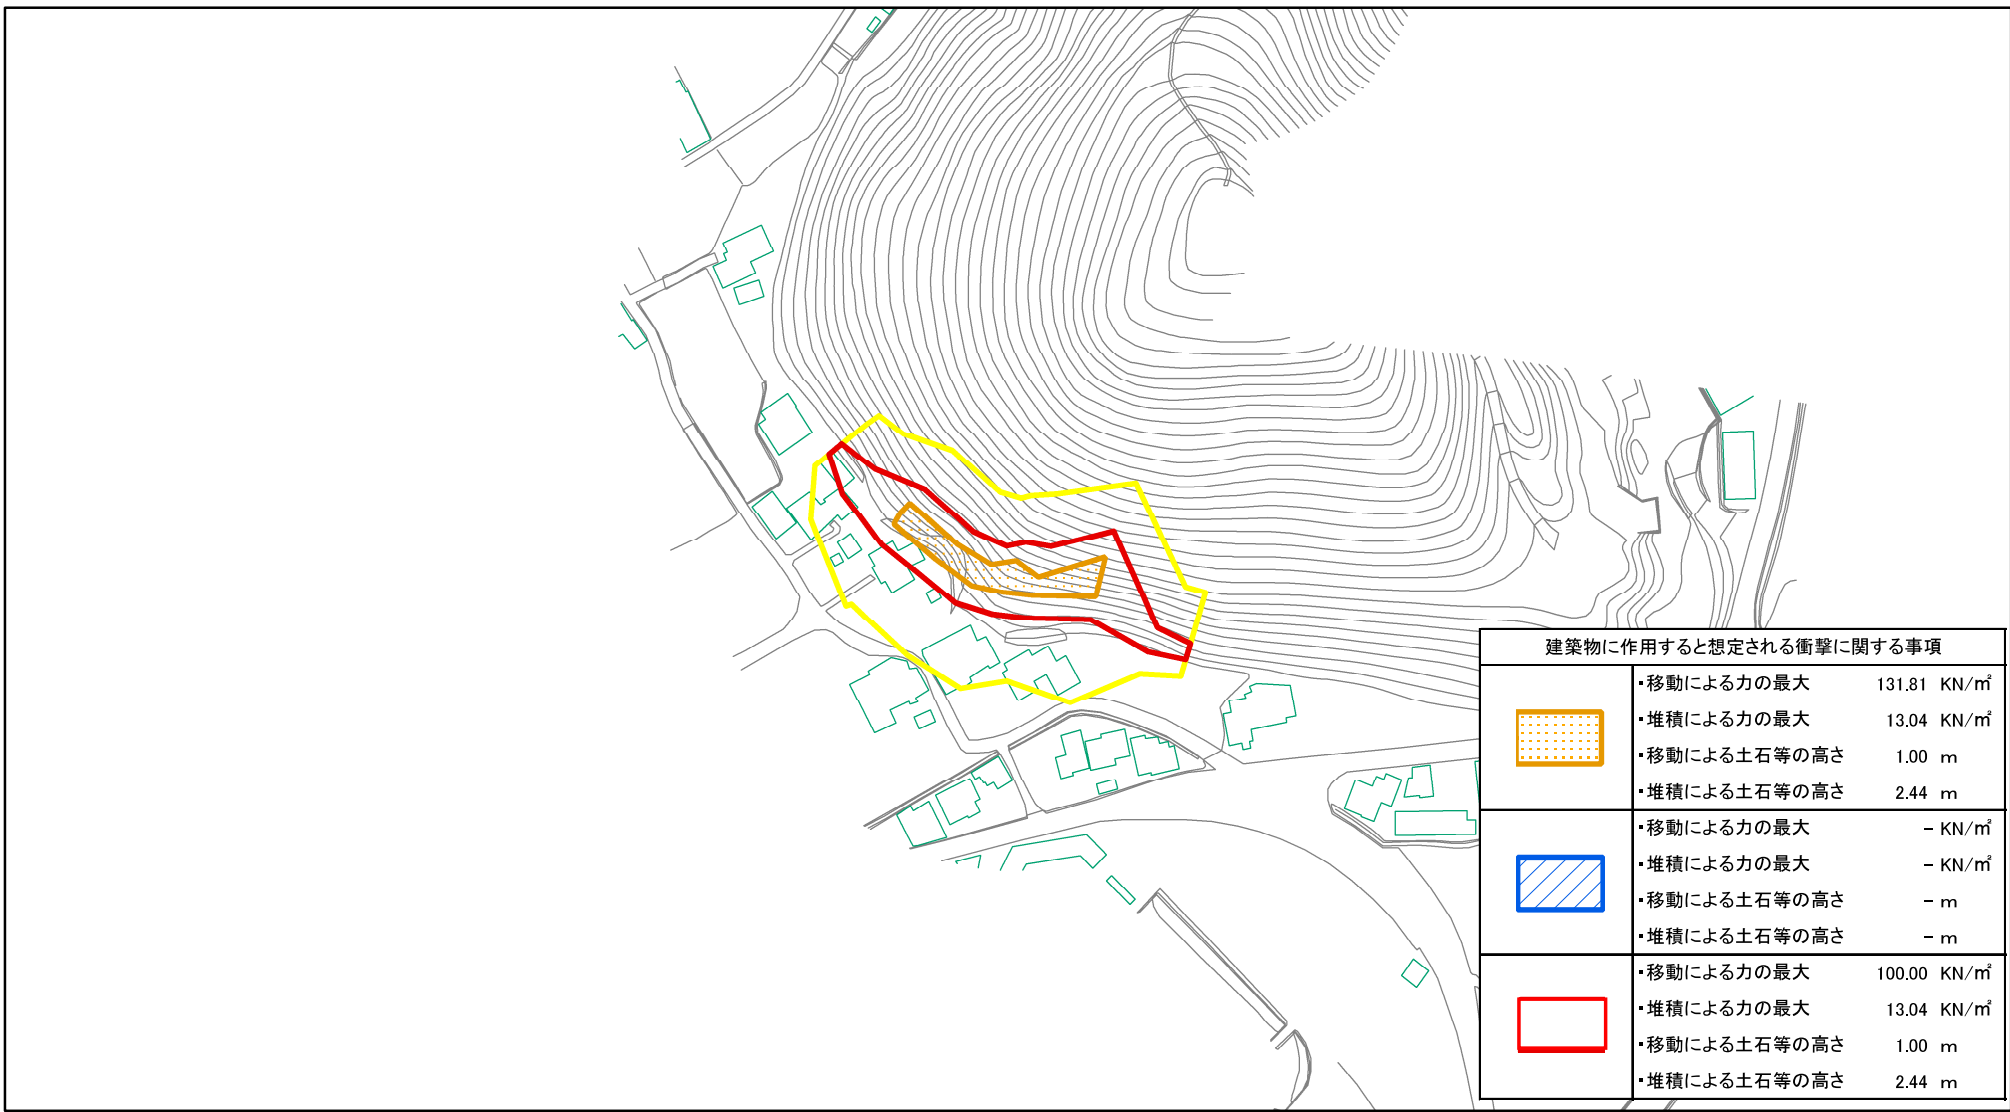 建築物に作用すると想定される衝撃に関する事項
・移動による力の最大 131.81 KN/㎡
・堆積による力の最大 13.04 KN/㎡
・移動による土石等の高さ 1.00 m
・堆積による土石等の高さ 2.44 m
・移動による力の最大 − KN/㎡
・堆積による力の最大 − KN/㎡
・移動による土石等の高さ − m
・堆積による土石等の高さ − m
・移動による力の最大 100.00 KN/㎡
・堆積による力の最大 13.04 KN/㎡
・移動による土石等の高さ 1.00 m
・堆積による土石等の高さ 2.44 m